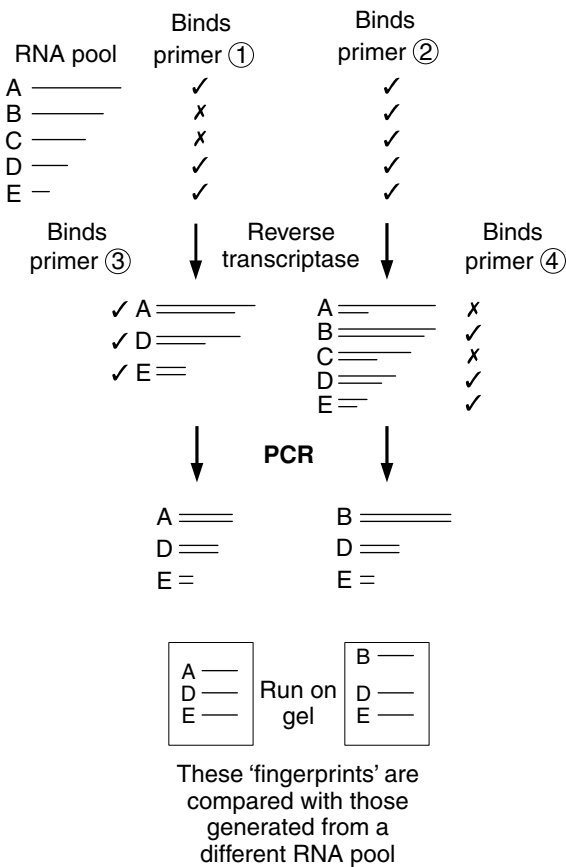 Binds Binds
RNA pool primer ① primer ②
A ✓ ✓
B ✗ ✓
C ✗ ✓
D ✓ ✓
E ✓ ✓
Binds Reverse Binds
primer ③ transcriptase primer ④
✓ A A ✗
B ✓
✓ D C ✗
D ✓
✓ E E ✓
PCR
A B
D D
E E
B
A
D Run on D
E gel E
These ‘fingerprints’ are
compared with those
generated from a
different RNA pool